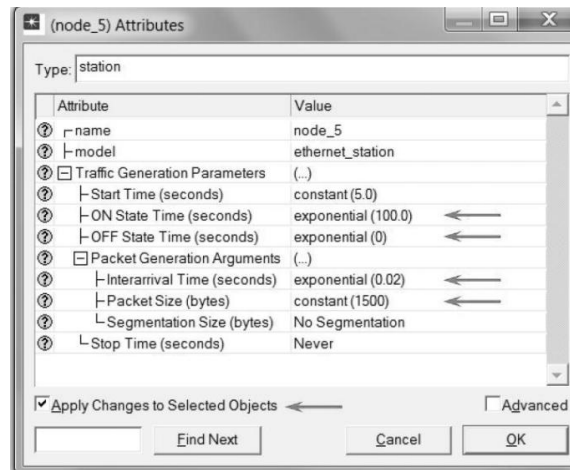 (node_5) Attributes
Type: station
Attribute Value
name node_5
model ethernet_station
Traffic Generation Parameters (...)
Start Time (seconds) constant (5.0)
ON State Time (seconds) exponential (100.0)
OFF State Time (seconds) exponential (0)
Packet Generation Arguments (...)
Interarrival Time (seconds) exponential (0.02)
Packet Size (bytes) constant (1500)
Segmentation Size (bytes) No Segmentation
Stop Time (seconds) Never
Apply Changes to Selected Objects Advanced
Find Next Cancel OK